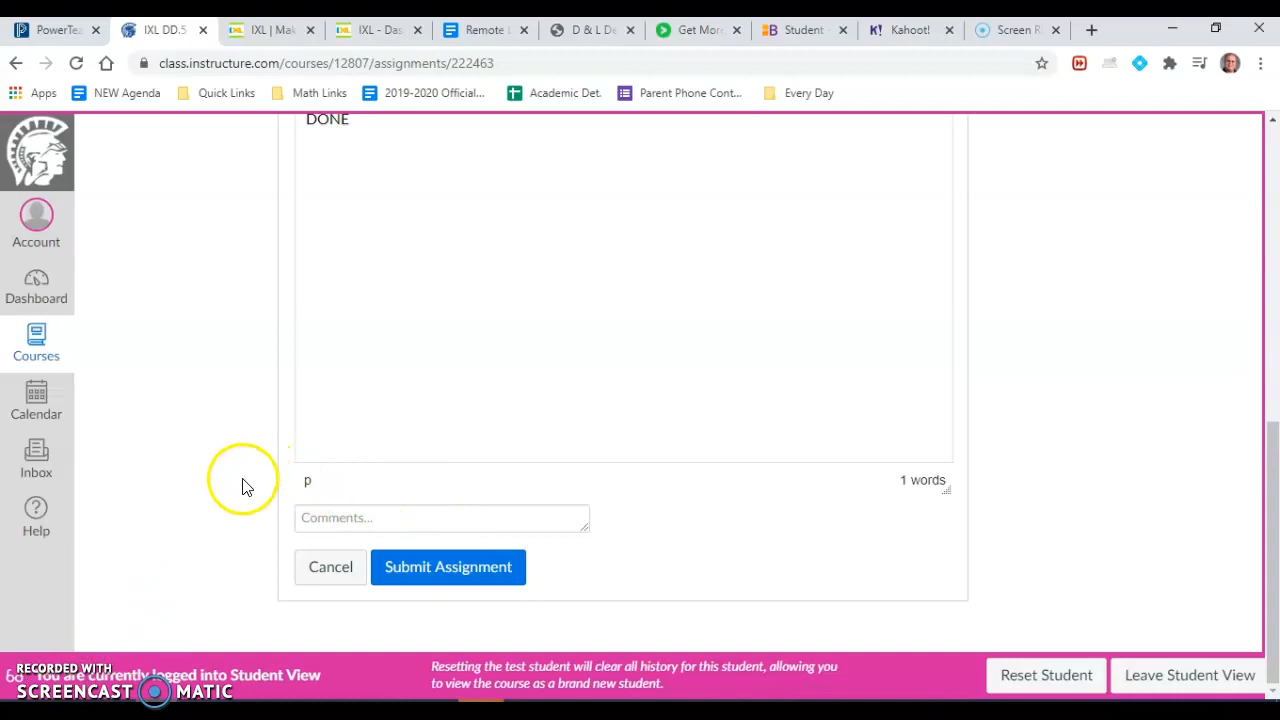 PowerTea
IXL DD.5
IXL | Mak
IXL - Das
Remote L
D & L De
Get More
Student -
Kahoot!
Screen R
class.instructure.com/courses/12807/assignments/222463
Apps NEW Agenda Quick Links Math Links 2019-2020 Official... Academic Det. Parent Phone Cont... Every Day
DONE
Account
Dashboard
Courses
Calendar
Inbox
Help
p 1 words
Comments...
Cancel Submit Assignment
You are currently logged into Student View
Resetting the test student will clear all history for this student, allowing you
to view the course as a brand new student.
Reset Student Leave Student View
RECORDED WITH
SCREENCAST MATIC